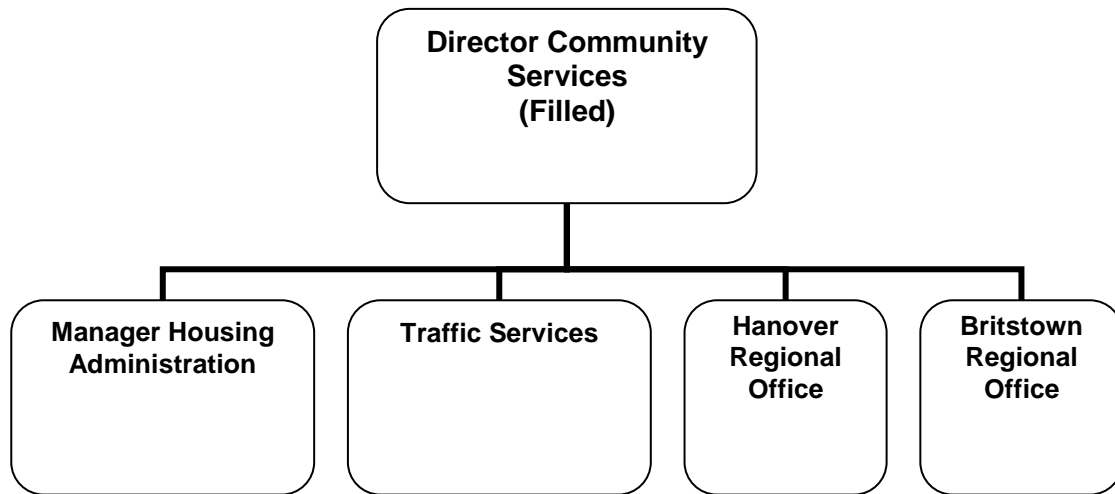 Director Community
Services
(Filled)
Manager Housing
Administration
Traffic Services
Hanover
Regional
Office
Britstown
Regional
Office